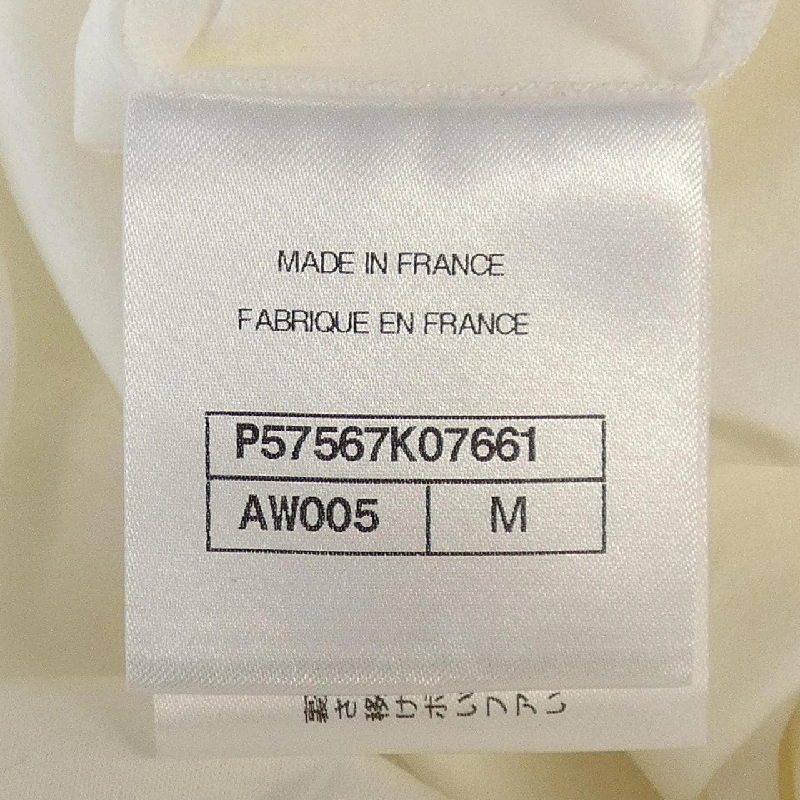 MADE IN FRANCE
FABRIQUE EN FRANCE
P57567K07661
AW005 M